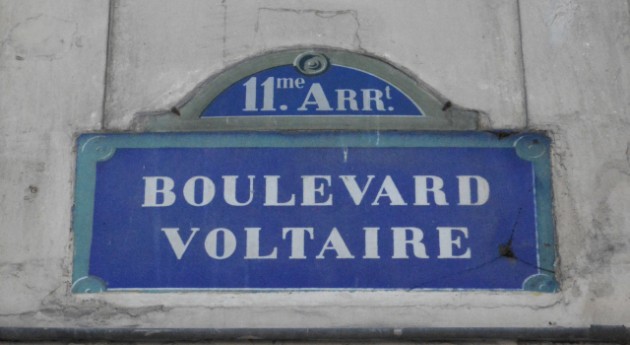 11me. ARRt.
BOULEVARD
VOLTAIRE